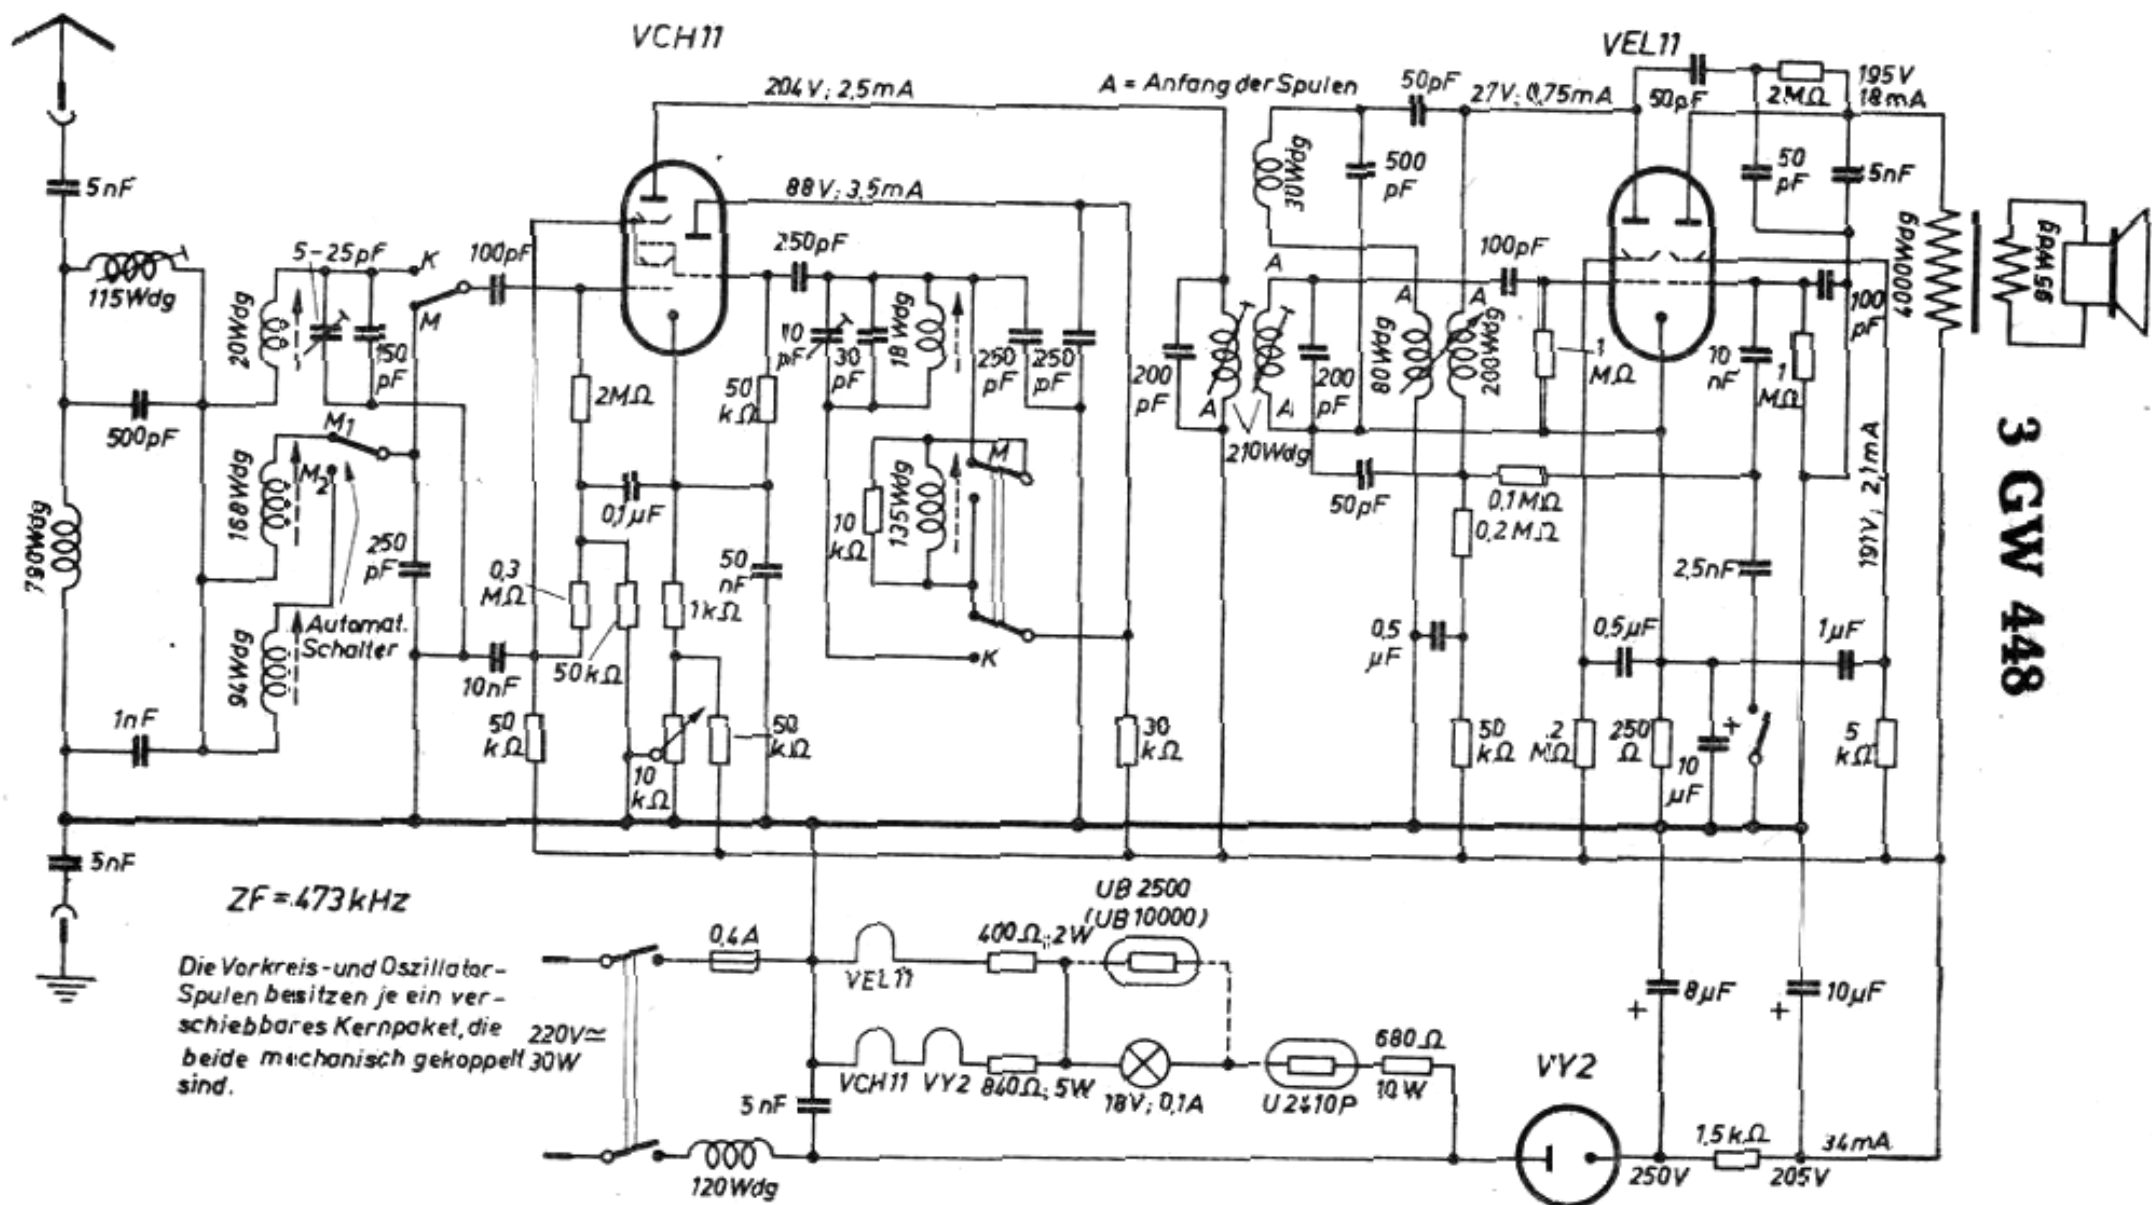 VCH11
VEL11
204V; 2,5mA
A = Anfang der Spulen
50pF
27V; 0,75mA
50pF
2MΩ
195V
18mA
5nF
88V; 3,5mA
30Wdg
500
pF
50
pF
5nF
115Wdg
5-25pF
K
M
100pF
250pF
A
100pF
4000Wdg
95Wdg
20Wdg
150
pF
2MΩ
50
kΩ
10
pF
30
pF
18Wdg
250
pF
250
pF
200
pF
A
A
210Wdg
200
pF
80Wdg
A
A
200Wdg
1
MΩ
10
nF
1
MΩ
100
pF
500pF
M1
M2
168Wdg
250
pF
0,1µF
10
kΩ
135Wdg
M
50pF
0,1MΩ
0,2MΩ
191V; 2,1mA
3 GW 448
790Wdg
Automat.
Schalter
94Wdg
0,3
MΩ
50kΩ
1kΩ
50
nF
K
2,5nF
0,5
µF
0,5µF
1µF
1nF
10nF
50
kΩ
10
kΩ
50
kΩ
30
kΩ
50
kΩ
2
MΩ
250
Ω
10
µF
+
5
kΩ
5nF
ZF = 473kHz
Die Vorkreis- und Oszillator-
Spulen besitzen je ein ver-
schiebbares Kernpaket, die
beide mechanisch gekoppelt
sind.
220V≂
30W
0,4A
VEL11
400Ω; 2W
UB 2500
(UB10000)
VCH11
VY2
840Ω; 5W
18V; 0,1A
U2410P
680Ω
10W
5nF
120Wdg
VY2
+
8µF
+
10µF
250V
1,5kΩ
205V
34mA